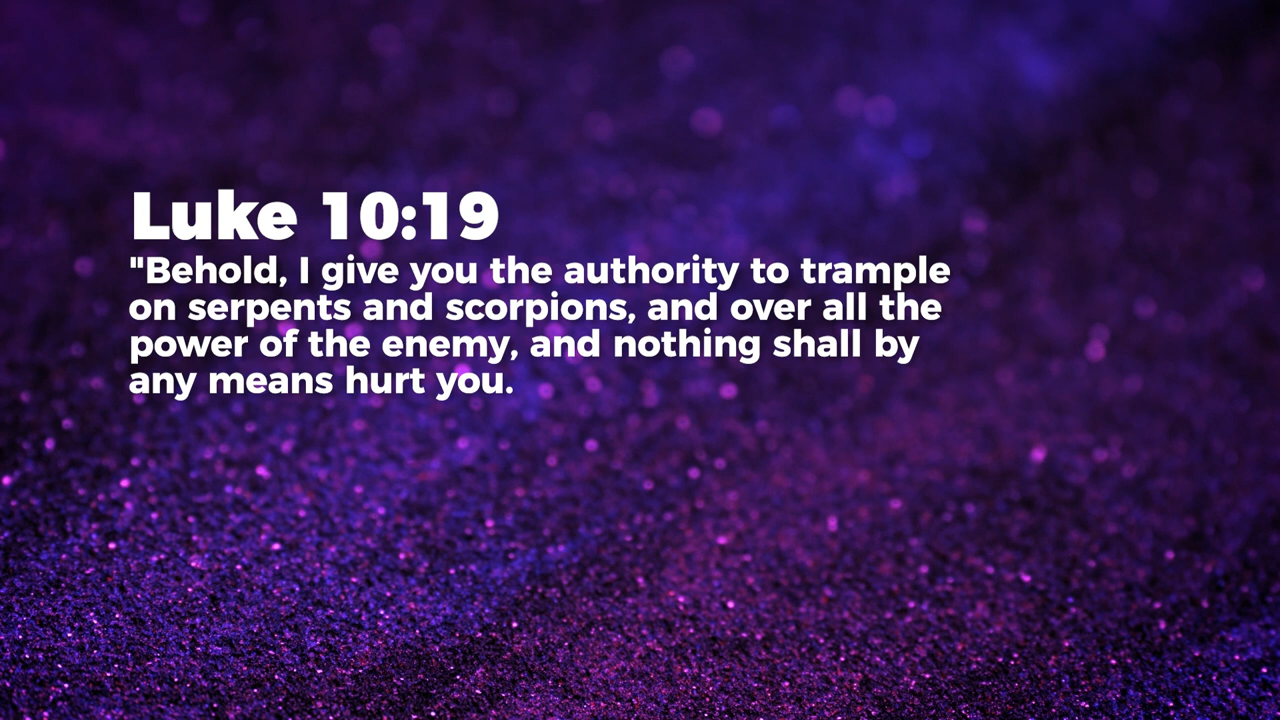 Luke 10:19
"Behold, I give you the authority to trample
on serpents and scorpions, and over all the
power of the enemy, and nothing shall by
any means hurt you.